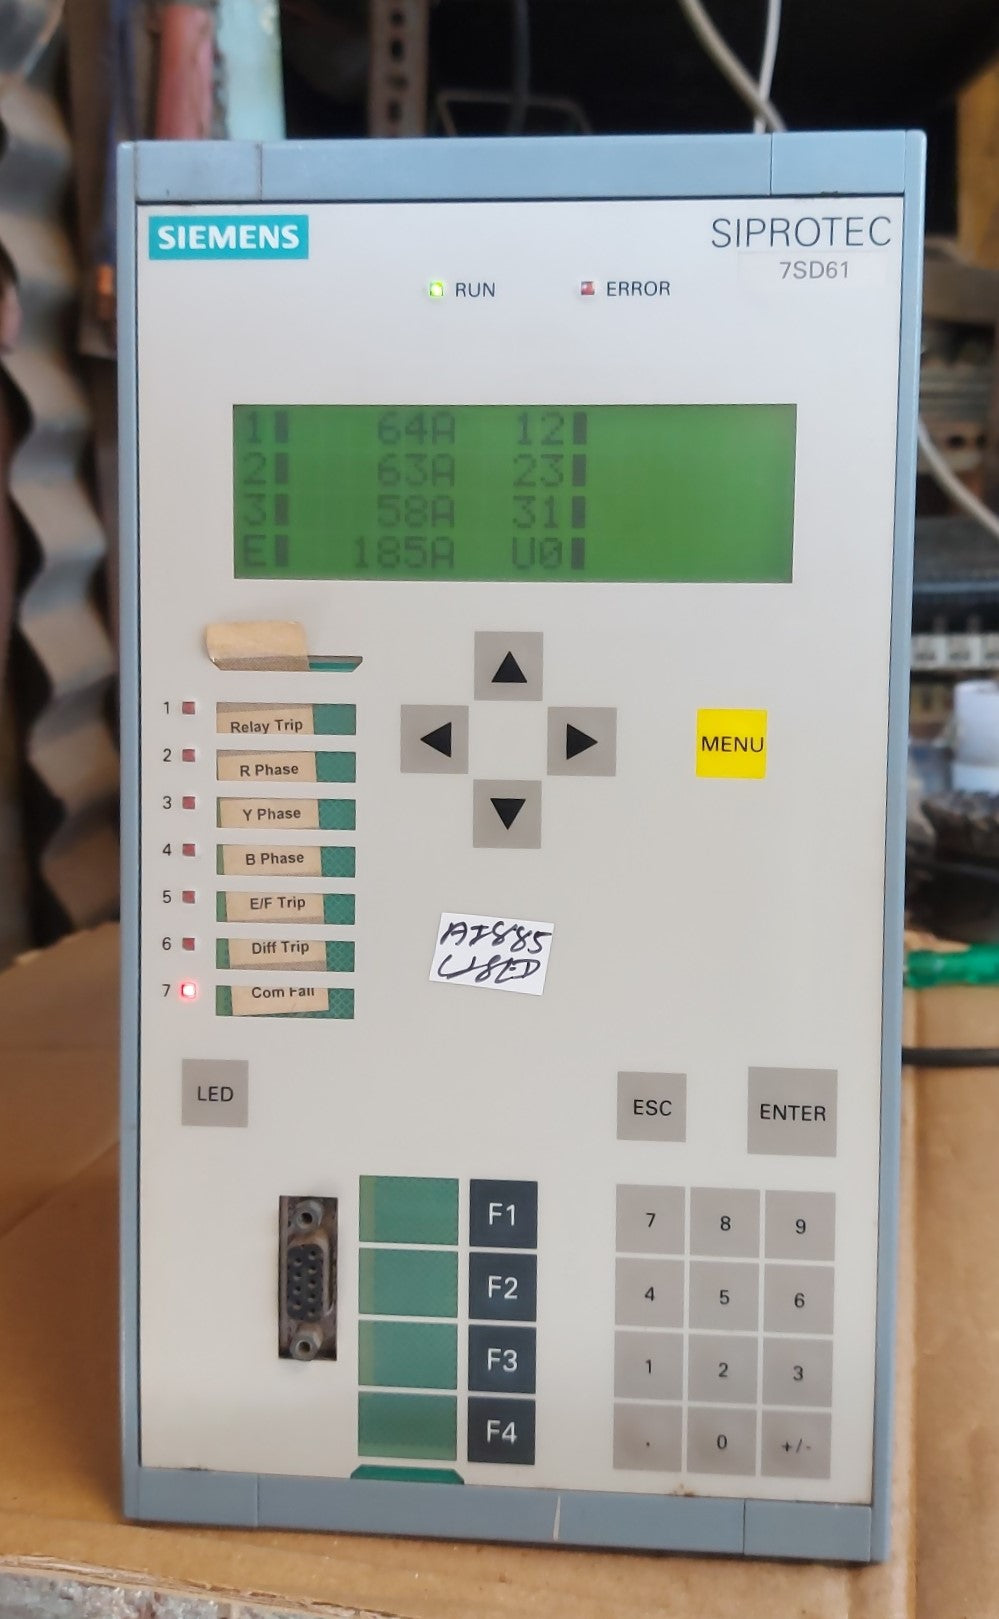 SIEMENS
SIPROTEC
7SD61
RUN
ERROR
1 64A 12
2 63A 23
3 58A 31
E 185A U0
1 Relay Trip
2 R Phase
3 Y Phase
4 B Phase
5 E/F Trip
6 Diff Trip
7 Com Fail
MENU
AI885
USED
LED
ESC
ENTER
F1
F2
F3
F4
7 8 9
4 5 6
1 2 3
. 0 +/-